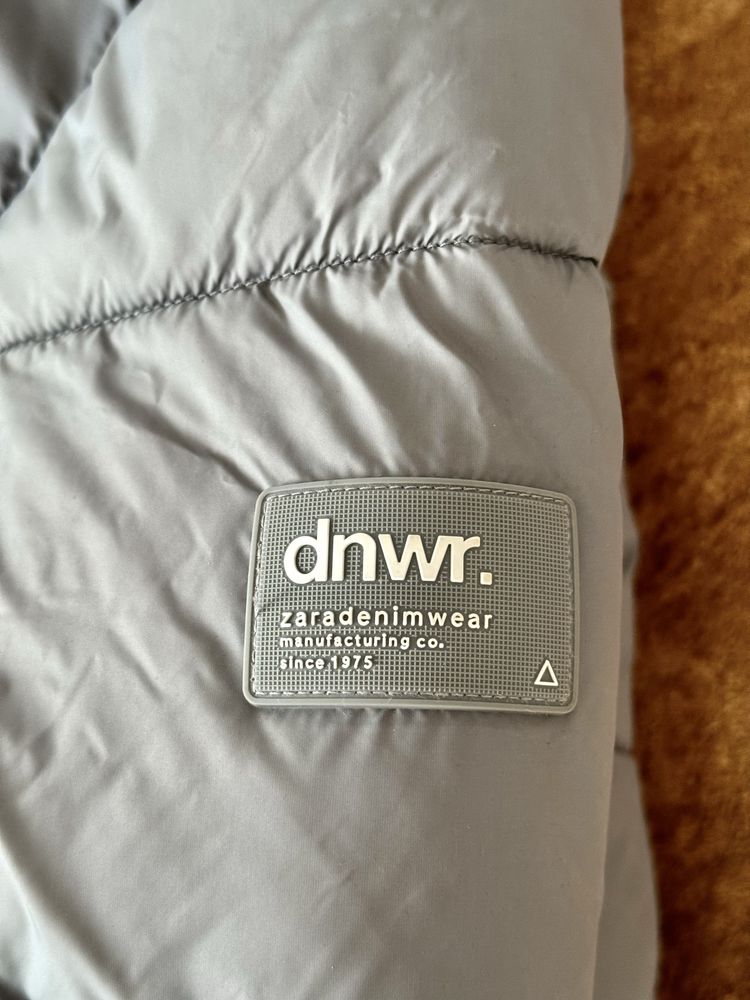 dnwr.
zaradenimwear
manufacturing co.
since 1975